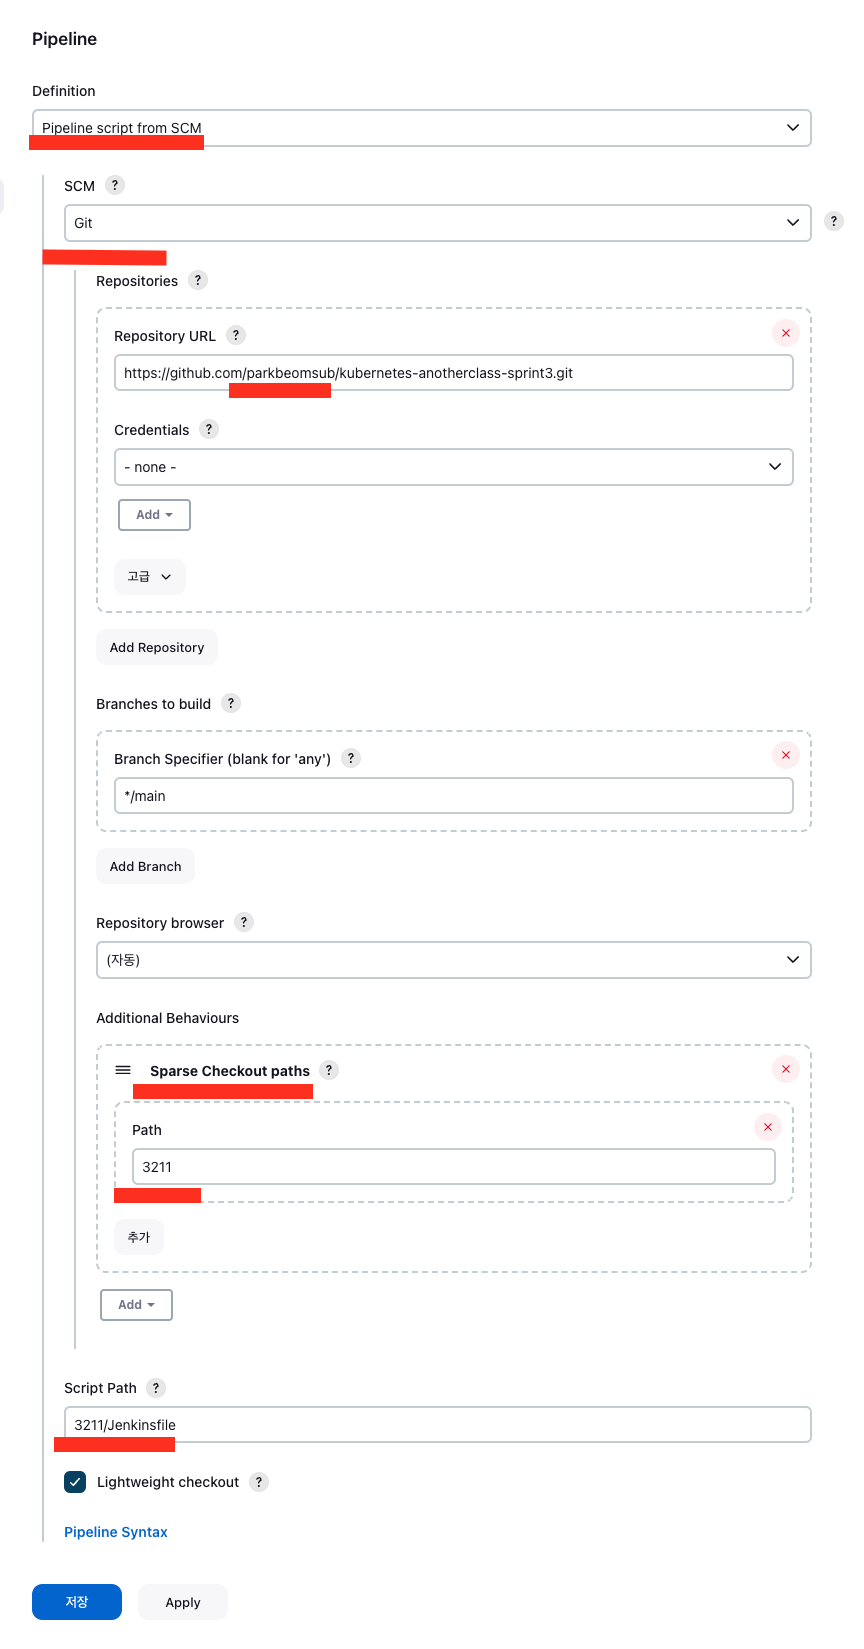 Pipeline
Definition
Pipeline script from SCM
SCM ?
Git
?
Repositories ?
Repository URL ?
https://github.com/parkbeomsub/kubernetes-anotherclass-sprint3.git
Credentials ?
- none -
Add
고급
Add Repository
Branches to build ?
Branch Specifier (blank for 'any') ?
*/main
Add Branch
Repository browser ?
(자동)
Additional Behaviours
Sparse Checkout paths ?
Path
3211
추가
Add
Script Path ?
3211/Jenkinsfile
Lightweight checkout ?
Pipeline Syntax
저장 Apply